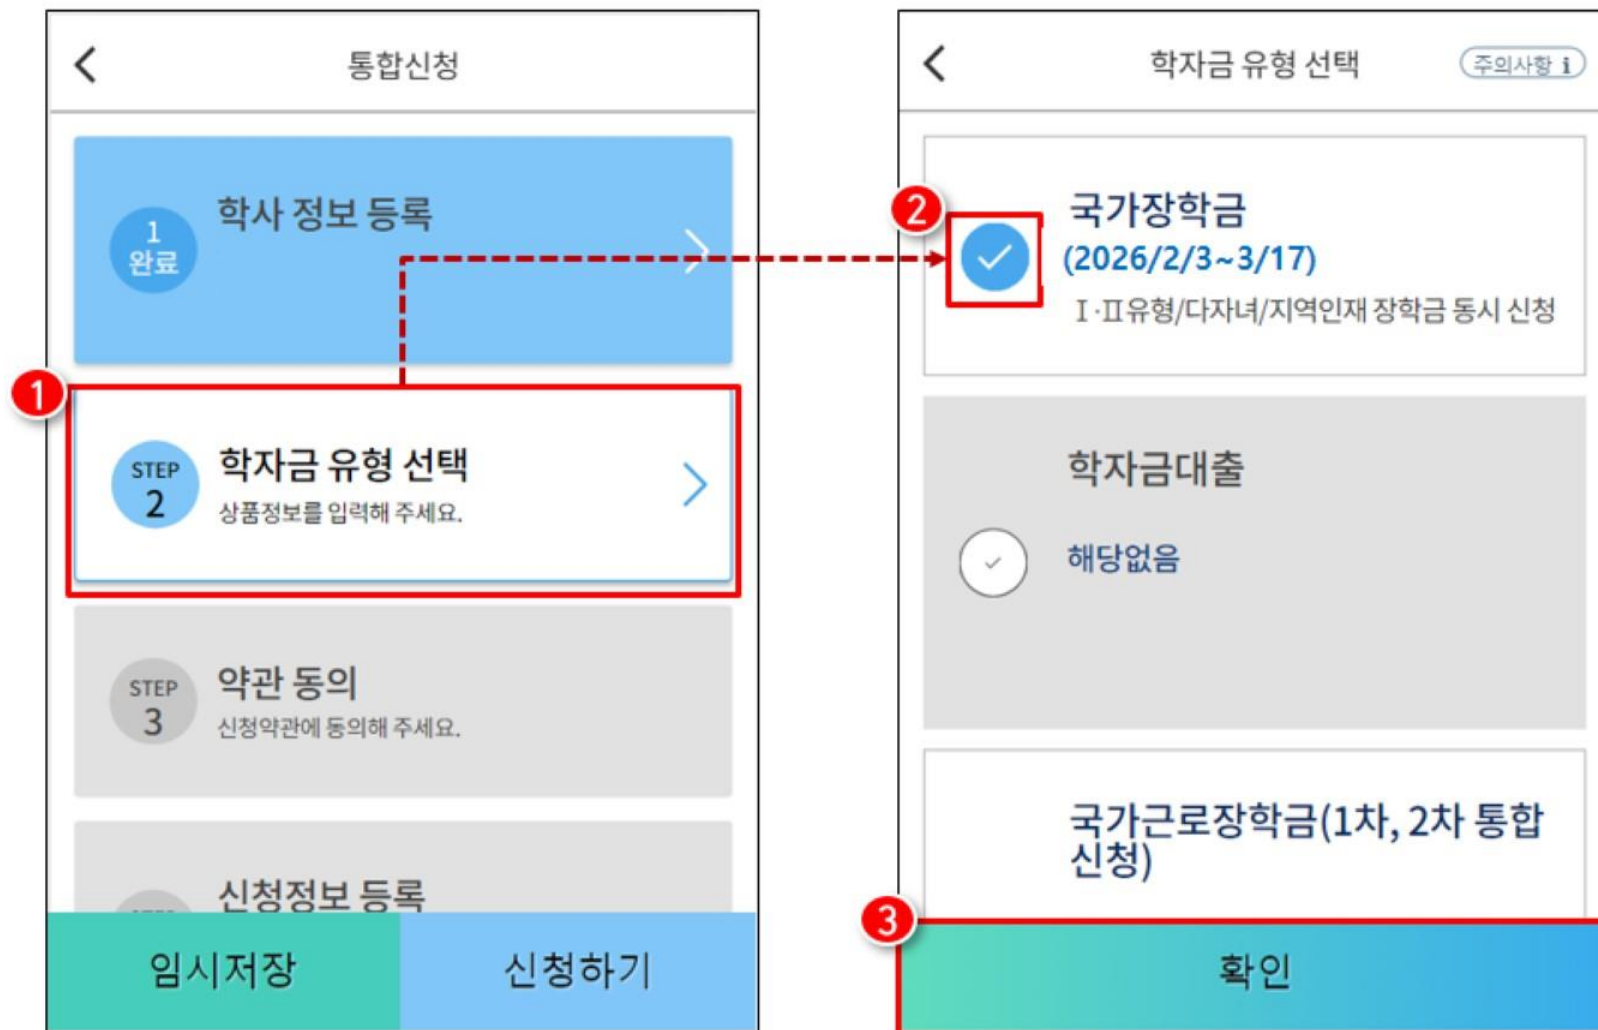 통합신청
1
완료
학사 정보 등록
1
STEP
2
학자금 유형 선택
상품정보를 입력해 주세요.
STEP
3
약관 동의
신청약관에 동의해 주세요.
신청정보 등록
임시저장
신청하기
학자금 유형 선택
주의사항 i
2
국가장학금
(2026/2/3~3/17)
Ⅰ·Ⅱ유형/다자녀/지역인재 장학금 동시 신청
학자금대출
해당없음
국가근로장학금(1차, 2차 통합
신청)
3
확인